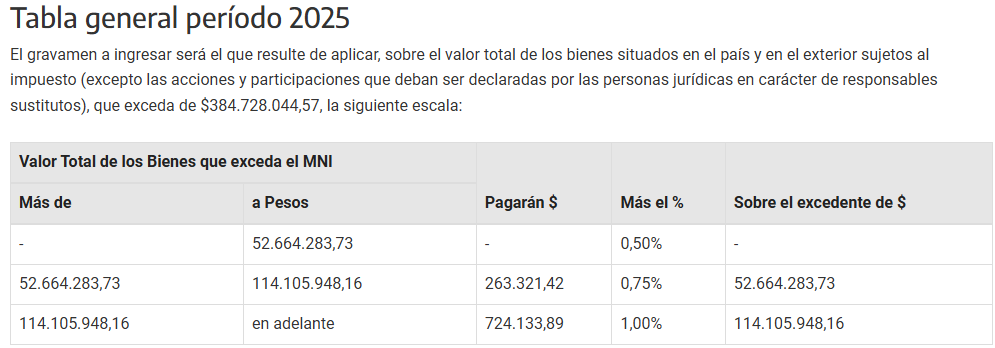 Tabla general período 2025
El gravamen a ingresar será el que resulte de aplicar, sobre el valor total de los bienes situados en el país y en el exterior sujetos al
impuesto (excepto las acciones y participaciones que deban ser declaradas por las personas jurídicas en carácter de responsables
sustitutos), que exceda de $384.728.044,57, la siguiente escala:
Valor Total de los Bienes que exceda el MNI
Más de a Pesos Pagarán $ Más el % Sobre el excedente de $
- 52.664.283,73 - 0,50% -
52.664.283,73 114.105.948,16 263.321,42 0,75% 52.664.283,73
114.105.948,16 en adelante 724.133,89 1,00% 114.105.948,16